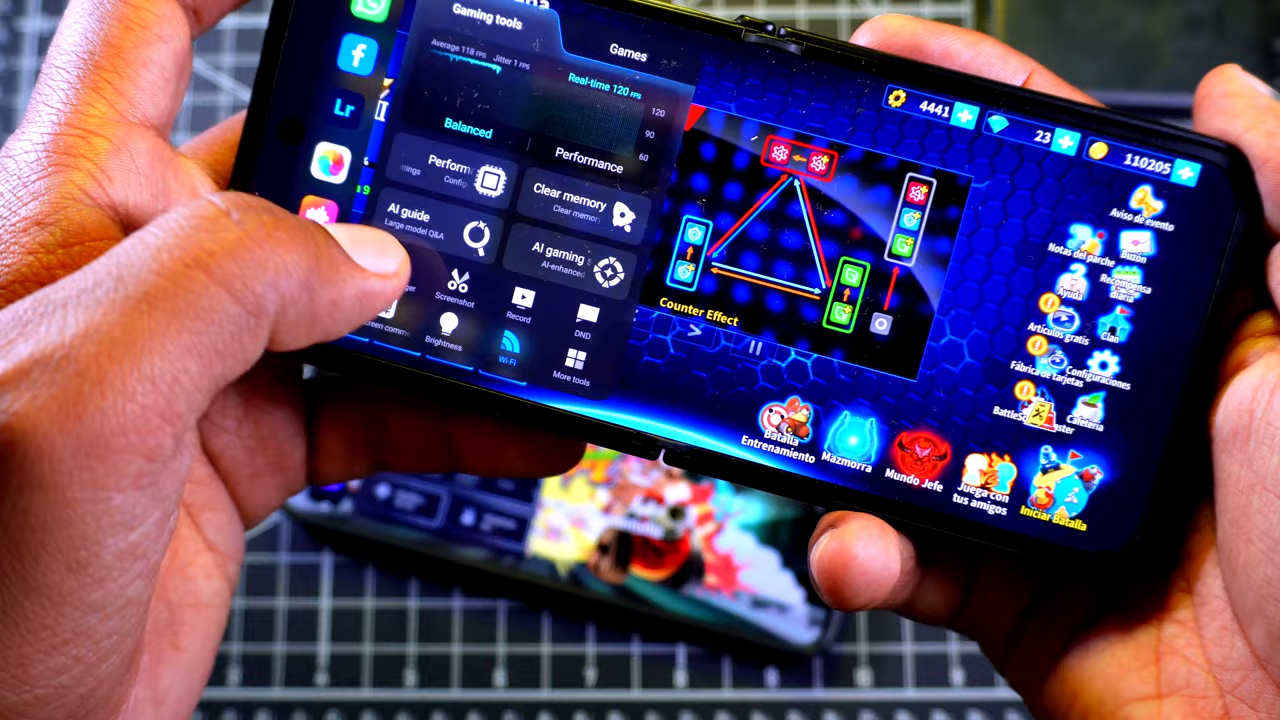 Gaming tools
Games
Average 118 FPS
Jitter 1 FPS
Real-time 120 FPS
120
90
60
Balanced
Performance
Perform
Config
Clear memory
Clear memor
AI guide
Large model Q&A
AI gaming
AI-enhanced
Screenshot
Record
DND
Brightness
Wi-Fi
More tools
Lr
4441
23
110205
Counter Effect
Aviso de evento
Notas del parche
Buzón
Ayuda
Recompensa
diaria
Artículos gratis
Clan
Fábrica de tarjetas
Configuraciones
Cafetería
Batalla
Entrenamiento
Mazmorra
Mundo Jefe
Juega con
tus amigos
Iniciar Batalla